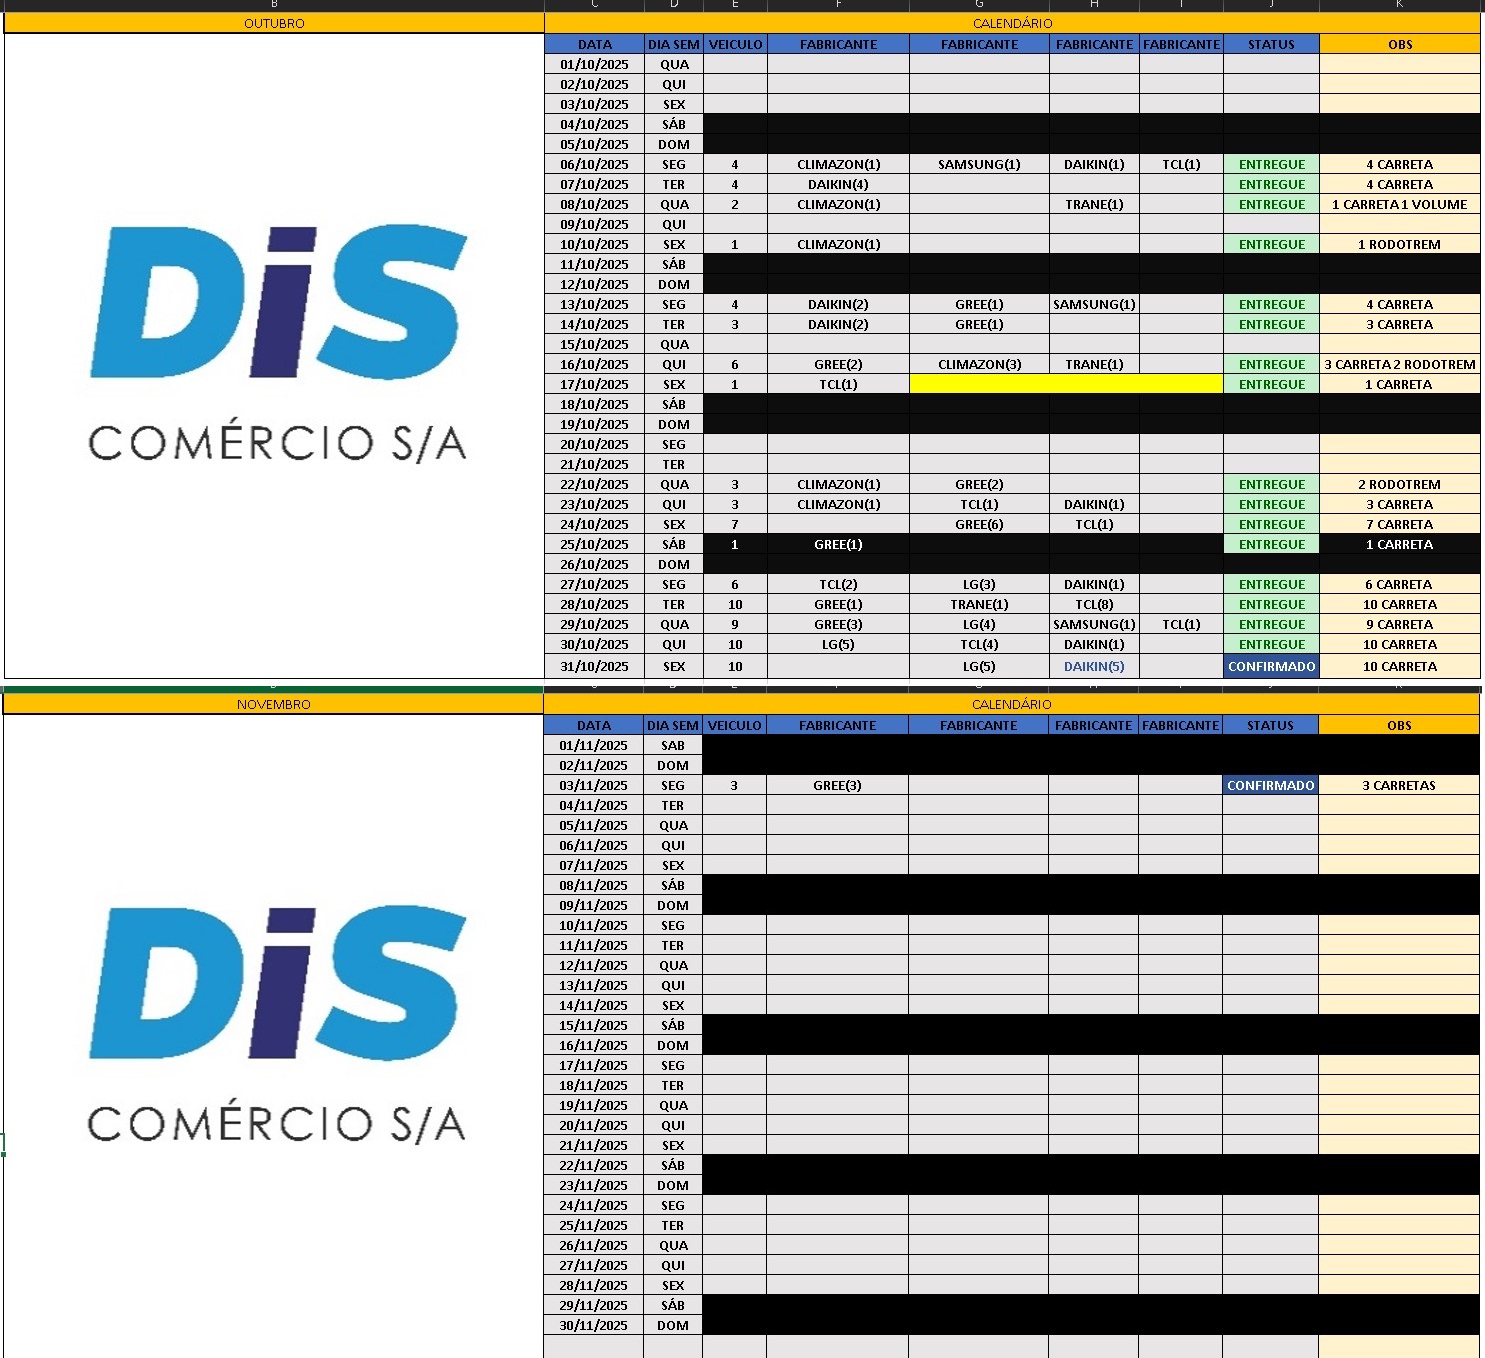 B C D E F G H I J K
OUTUBRO CALENDÁRIO
DATA DIA SEM VEICULO FABRICANTE FABRICANTE FABRICANTE FABRICANTE STATUS OBS
01/10/2025 QUA
02/10/2025 QUI
03/10/2025 SEX
04/10/2025 SÁB
05/10/2025 DOM
06/10/2025 SEG 4 CLIMAZON(1) SAMSUNG(1) DAIKIN(1) TCL(1) ENTREGUE 4 CARRETA
07/10/2025 TER 4 DAIKIN(4) ENTREGUE 4 CARRETA
08/10/2025 QUA 2 CLIMAZON(1) TRANE(1) ENTREGUE 1 CARRETA 1 VOLUME
09/10/2025 QUI
10/10/2025 SEX 1 CLIMAZON(1) ENTREGUE 1 RODOTREM
11/10/2025 SÁB
12/10/2025 DOM
13/10/2025 SEG 4 DAIKIN(2) GREE(1) SAMSUNG(1) ENTREGUE 4 CARRETA
14/10/2025 TER 3 DAIKIN(2) GREE(1) ENTREGUE 3 CARRETA
15/10/2025 QUA
16/10/2025 QUI 6 GREE(2) CLIMAZON(3) TRANE(1) ENTREGUE 3 CARRETA 2 RODOTREM
17/10/2025 SEX 1 TCL(1) ENTREGUE 1 CARRETA
18/10/2025 SÁB
19/10/2025 DOM
20/10/2025 SEG
21/10/2025 TER
22/10/2025 QUA 3 CLIMAZON(1) GREE(2) ENTREGUE 2 RODOTREM
23/10/2025 QUI 3 CLIMAZON(1) TCL(1) DAIKIN(1) ENTREGUE 3 CARRETA
24/10/2025 SEX 7 GREE(6) TCL(1) ENTREGUE 7 CARRETA
25/10/2025 SÁB 1 GREE(1) ENTREGUE 1 CARRETA
26/10/2025 DOM
27/10/2025 SEG 6 TCL(2) LG(3) DAIKIN(1) ENTREGUE 6 CARRETA
28/10/2025 TER 10 GREE(1) TRANE(1) TCL(8) ENTREGUE 10 CARRETA
29/10/2025 QUA 9 GREE(3) LG(4) SAMSUNG(1) TCL(1) ENTREGUE 9 CARRETA
30/10/2025 QUI 10 LG(5) TCL(4) DAIKIN(1) ENTREGUE 10 CARRETA
31/10/2025 SEX 10 LG(5) DAIKIN(5) CONFIRMADO 10 CARRETA
DiS
COMÉRCIO S/A
NOVEMBRO CALENDÁRIO
DATA DIA SEM VEICULO FABRICANTE FABRICANTE FABRICANTE FABRICANTE STATUS OBS
01/11/2025 SAB
02/11/2025 DOM
03/11/2025 SEG 3 GREE(3) CONFIRMADO 3 CARRETAS
04/11/2025 TER
05/11/2025 QUA
06/11/2025 QUI
07/11/2025 SEX
08/11/2025 SÁB
09/11/2025 DOM
10/11/2025 SEG
11/11/2025 TER
12/11/2025 QUA
13/11/2025 QUI
14/11/2025 SEX
15/11/2025 SÁB
16/11/2025 DOM
17/11/2025 SEG
18/11/2025 TER
19/11/2025 QUA
20/11/2025 QUI
21/11/2025 SEX
22/11/2025 SÁB
23/11/2025 DOM
24/11/2025 SEG
25/11/2025 TER
26/11/2025 QUA
27/11/2025 QUI
28/11/2025 SEX
29/11/2025 SÁB
30/11/2025 DOM
DiS
COMÉRCIO S/A